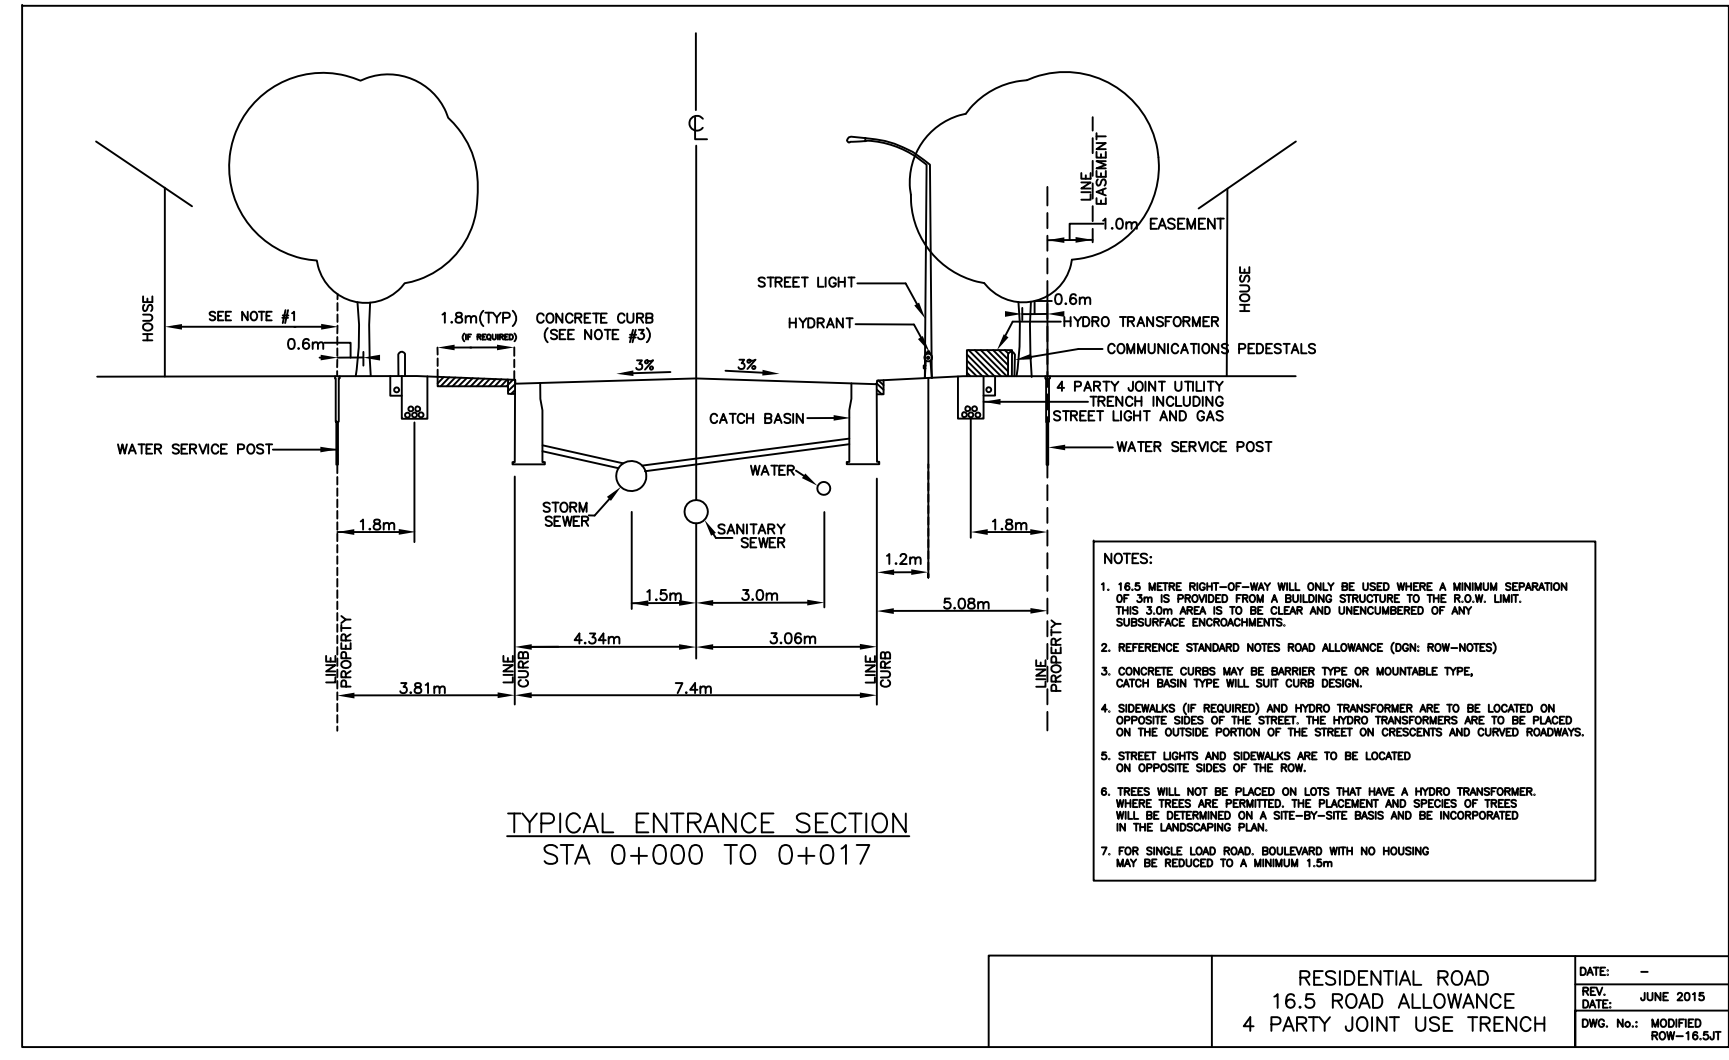 ℄
LINE
EASEMENT
1.0m EASEMENT
STREET LIGHT
HOUSE
SEE NOTE #1
0.6m
1.8m(TYP)
(IF REQUIRED)
CONCRETE CURB
(SEE NOTE #3)
HYDRANT
0.6m
HYDRO TRANSFORMER
HOUSE
COMMUNICATIONS PEDESTALS
3%
3%
4 PARTY JOINT UTILITY
TRENCH INCLUDING
STREET LIGHT AND GAS
CATCH BASIN
WATER SERVICE POST
WATER SERVICE POST
WATER
STORM
SEWER
SANITARY
SEWER
1.8m
1.8m
1.2m
1.5m
3.0m
5.08m
4.34m
3.06m
LINE
PROPERTY
LINE
CURB
LINE
CURB
LINE
PROPERTY
3.81m
7.4m
NOTES:
1. 16.5 METRE RIGHT-OF-WAY WILL ONLY BE USED WHERE A MINIMUM SEPARATION
OF 3m IS PROVIDED FROM A BUILDING STRUCTURE TO THE R.O.W. LIMIT.
THIS 3.0m AREA IS TO BE CLEAR AND UNENCUMBERED OF ANY
SUBSURFACE ENCROACHMENTS.
2. REFERENCE STANDARD NOTES ROAD ALLOWANCE (DGN: ROW-NOTES)
3. CONCRETE CURBS MAY BE BARRIER TYPE OR MOUNTABLE TYPE,
CATCH BASIN TYPE WILL SUIT CURB DESIGN.
4. SIDEWALKS (IF REQUIRED) AND HYDRO TRANSFORMER ARE TO BE LOCATED ON
OPPOSITE SIDES OF THE STREET. THE HYDRO TRANSFORMERS ARE TO BE PLACED
ON THE OUTSIDE PORTION OF THE STREET ON CRESCENTS AND CURVED ROADWAYS.
5. STREET LIGHTS AND SIDEWALKS ARE TO BE LOCATED
ON OPPOSITE SIDES OF THE ROW.
6. TREES WILL NOT BE PLACED ON LOTS THAT HAVE A HYDRO TRANSFORMER.
WHERE TREES ARE PERMITTED. THE PLACEMENT AND SPECIES OF TREES
WILL BE DETERMINED ON A SITE-BY-SITE BASIS AND BE INCORPORATED
IN THE LANDSCAPING PLAN.
7. FOR SINGLE LOAD ROAD. BOULEVARD WITH NO HOUSING
MAY BE REDUCED TO A MINIMUM 1.5m
TYPICAL ENTRANCE SECTION
STA 0+000 TO 0+017
RESIDENTIAL ROAD
16.5 ROAD ALLOWANCE
4 PARTY JOINT USE TRENCH
DATE: -
REV.
DATE: JUNE 2015
DWG. No.: MODIFIED
ROW-16.5JT